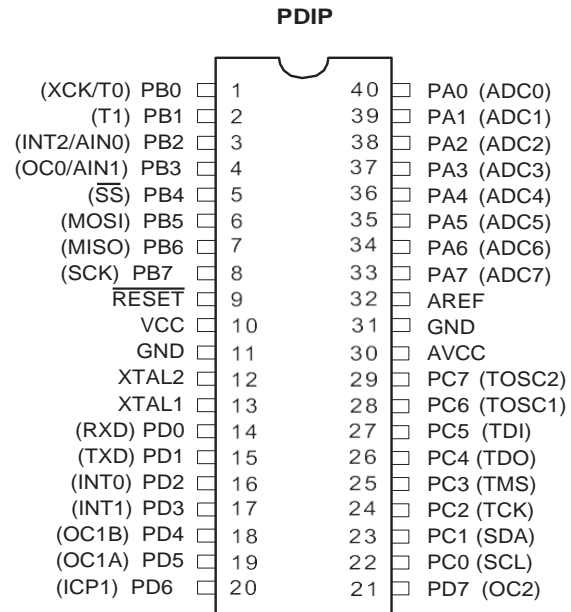 PDIP
(XCK/T0) PB0 1 40 PA0 (ADC0)
(T1) PB1 2 39 PA1 (ADC1)
(INT2/AIN0) PB2 3 38 PA2 (ADC2)
(OC0/AIN1) PB3 4 37 PA3 (ADC3)
(S̅S̅) PB4 5 36 PA4 (ADC4)
(MOSI) PB5 6 35 PA5 (ADC5)
(MISO) PB6 7 34 PA6 (ADC6)
(SCK) PB7 8 33 PA7 (ADC7)
R̅E̅S̅E̅T̅ 9 32 AREF
VCC 10 31 GND
GND 11 30 AVCC
XTAL2 12 29 PC7 (TOSC2)
XTAL1 13 28 PC6 (TOSC1)
(RXD) PD0 14 27 PC5 (TDI)
(TXD) PD1 15 26 PC4 (TDO)
(INT0) PD2 16 25 PC3 (TMS)
(INT1) PD3 17 24 PC2 (TCK)
(OC1B) PD4 18 23 PC1 (SDA)
(OC1A) PD5 19 22 PC0 (SCL)
(ICP1) PD6 20 21 PD7 (OC2)